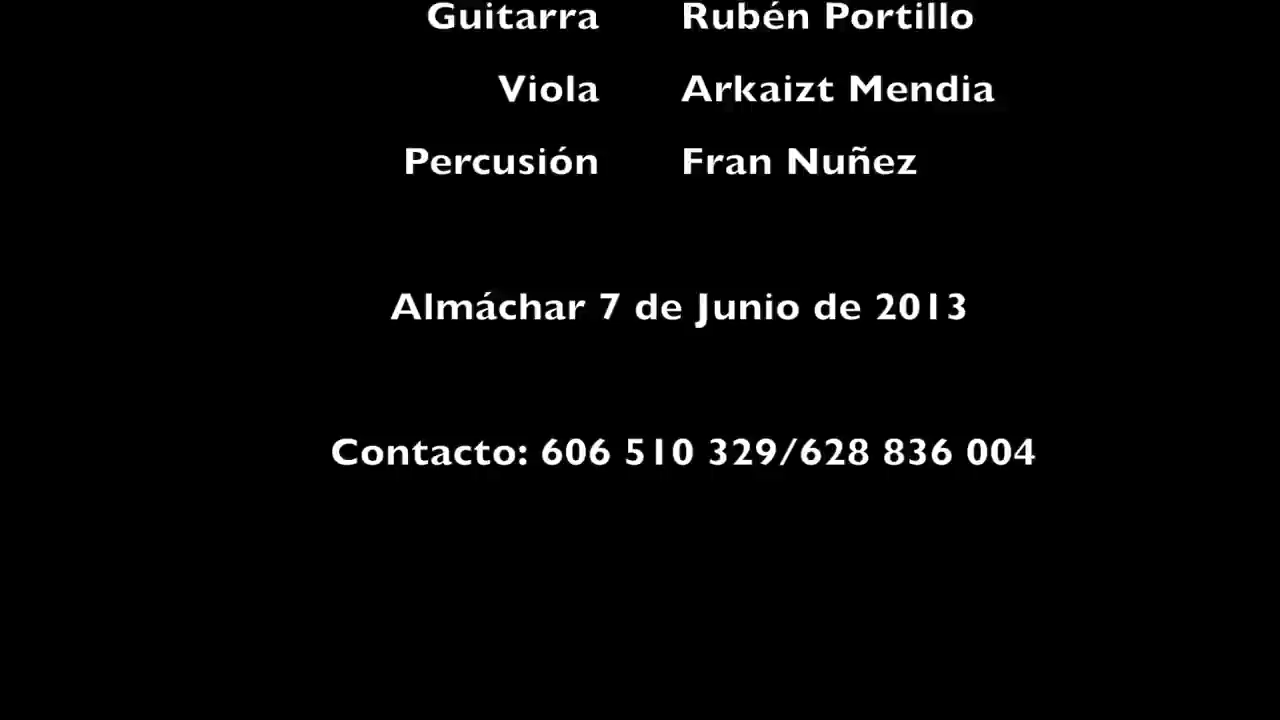 Guitarra Rubén Portillo
Viola Arkaizt Mendia
Percusión Fran Nuñez
Almáchar 7 de Junio de 2013
Contacto: 606 510 329/628 836 004